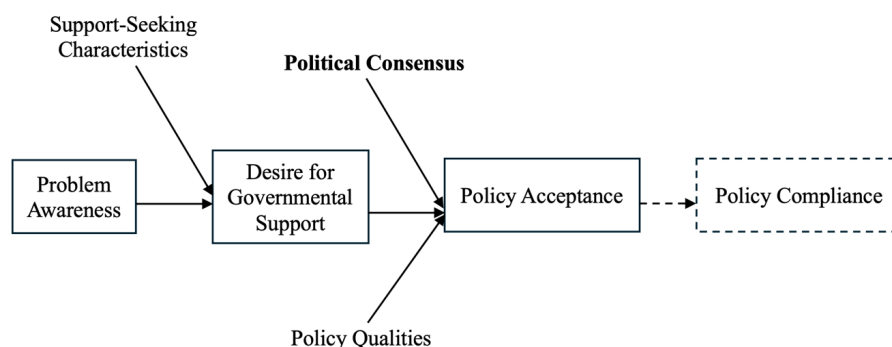 Support-Seeking
Characteristics
Political Consensus
Problem
Awareness
Desire for
Governmental
Support
Policy Acceptance
Policy Compliance
Policy Qualities